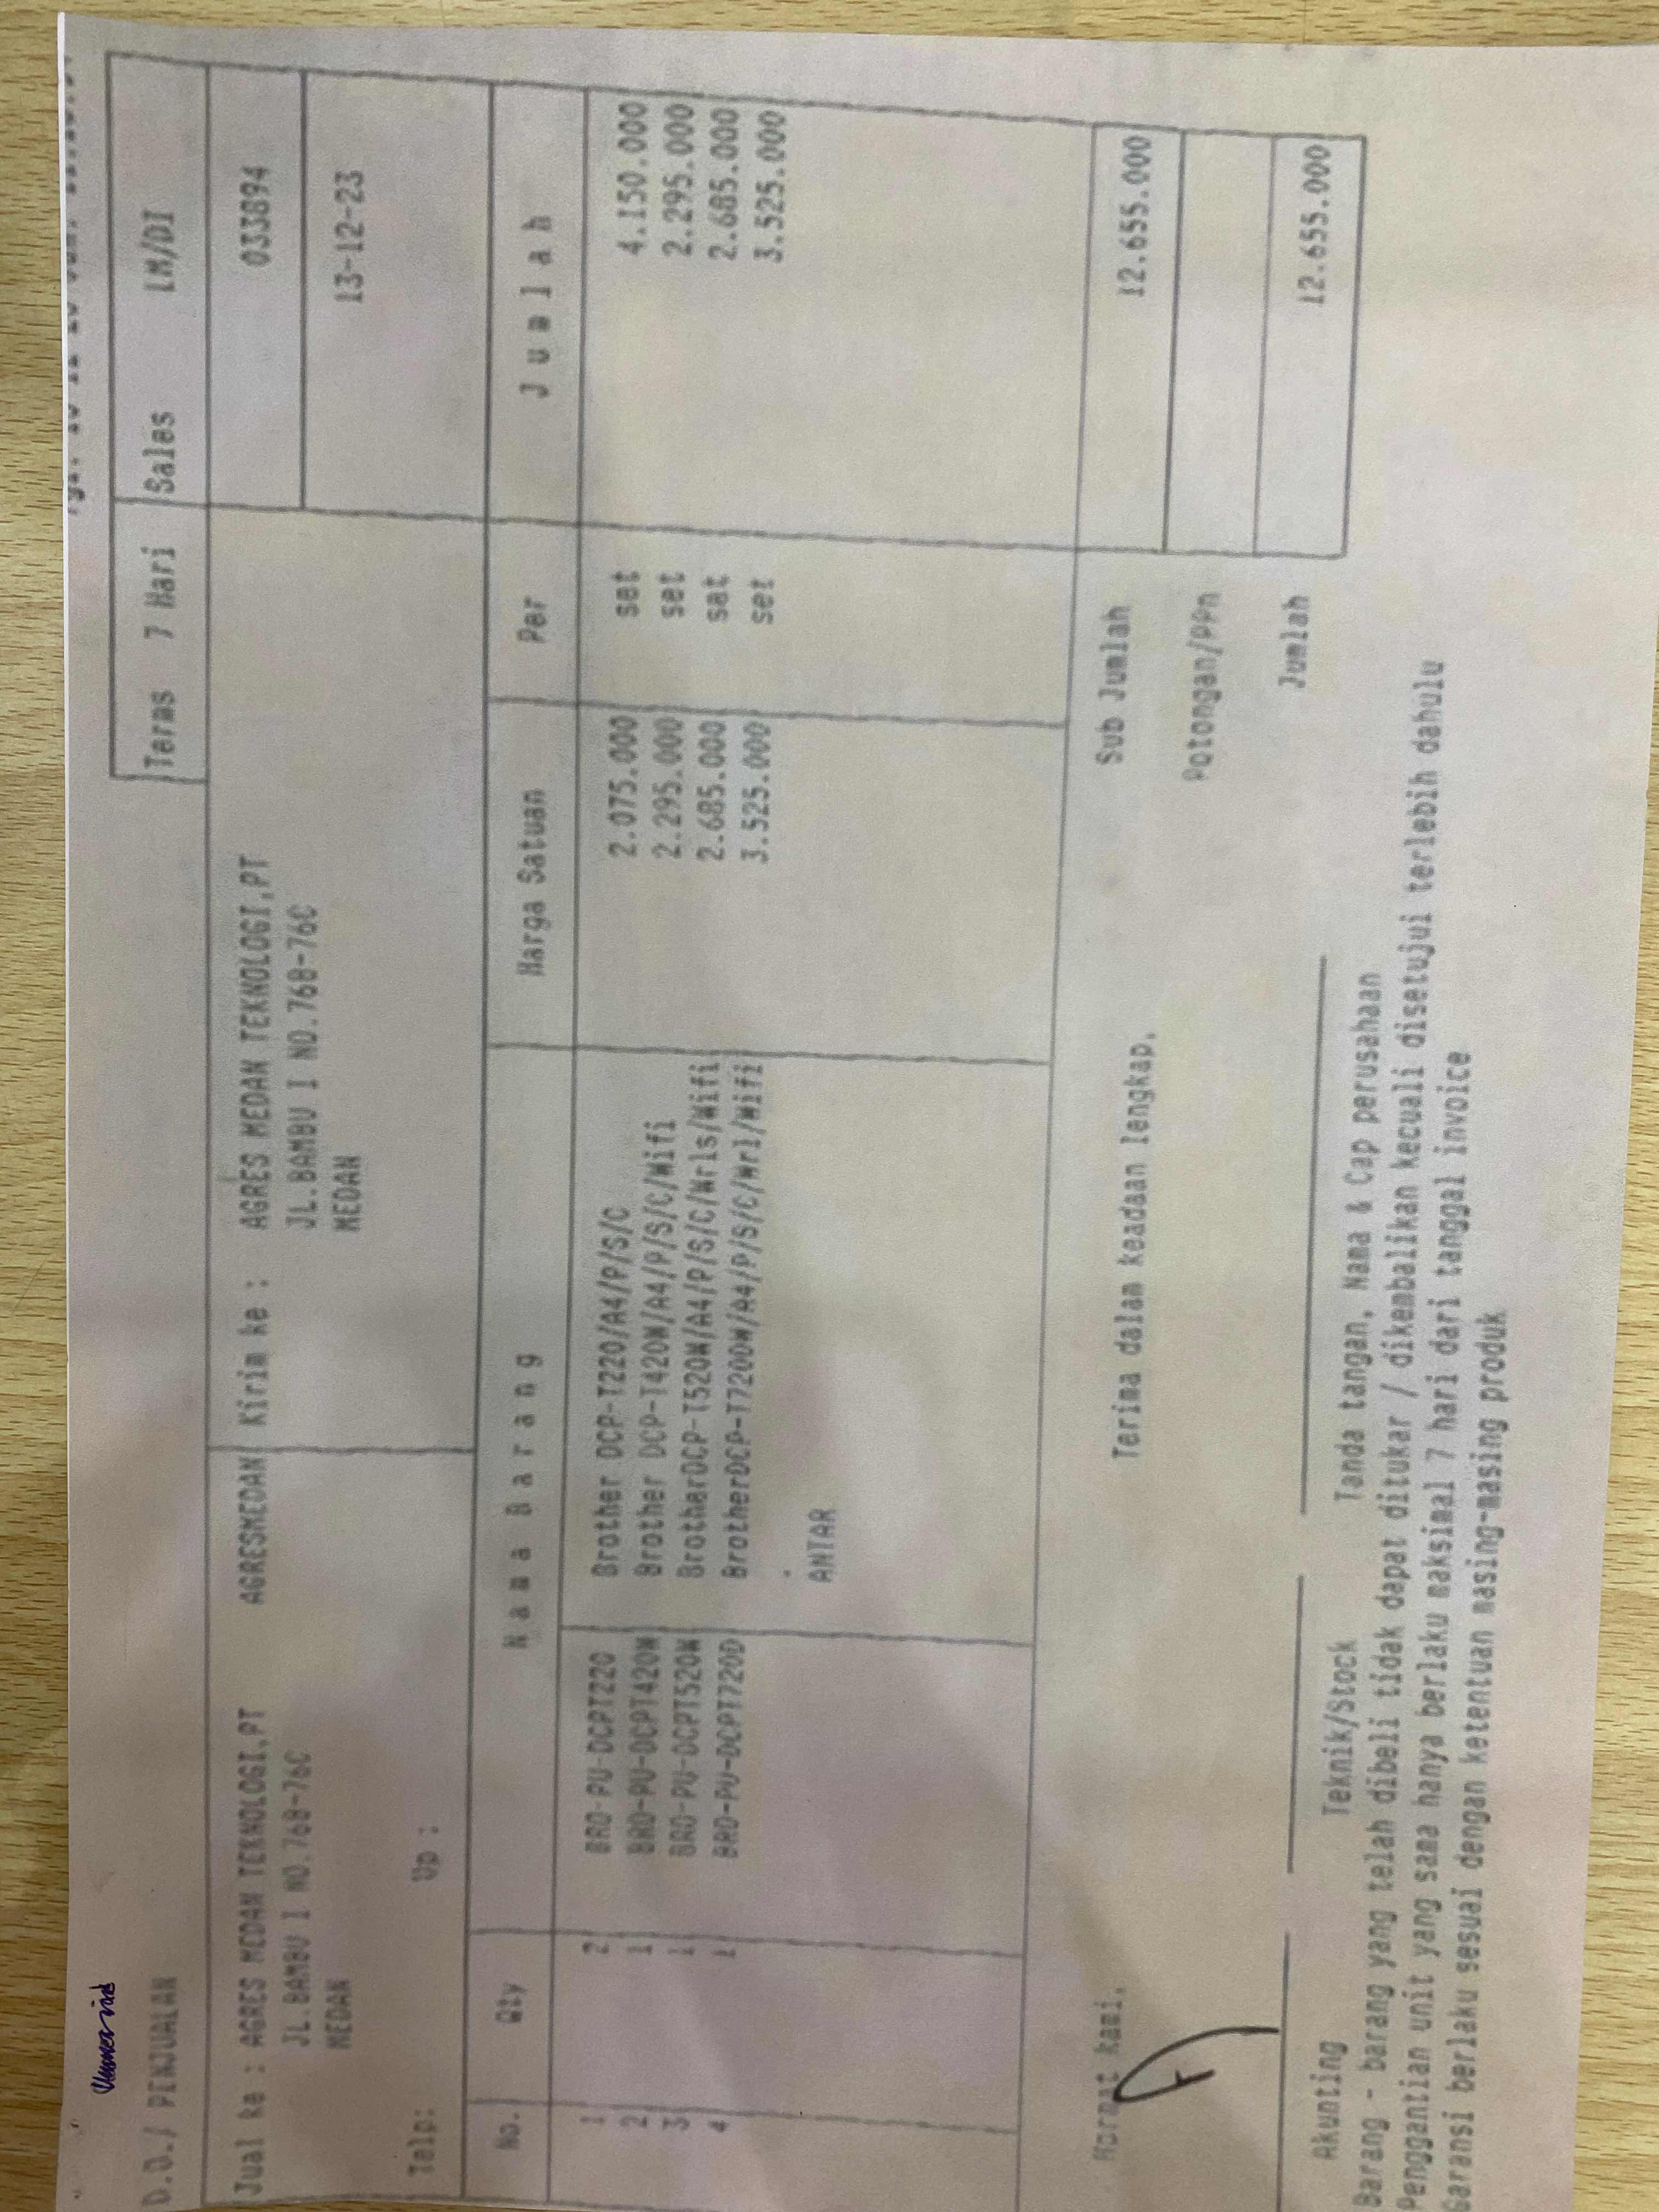 D.O./ PENJUALAN
Terms 7 Hari Sales LM/DI
Jual ke : AGRES MEDAN TEKNOLOGI,PT AGRESMEDAN Kirim ke : AGRES MEDAN TEKNOLOGI,PT 033894
JL.BAMBU I NO.76B-76C JL.BAMBU I NO.76B-76C
MEDAN MEDAN 13-12-23
Telp: Up :
No. Qty Nama Barang Harga Satuan Per Jumlah
1 2 BRO-PU-DCPT220 Brother DCP-T220/A4/P/S/C 2.075.000 set 4.150.000
2 1 BRO-PU-DCPT420W Brother DCP-T420W/A4/P/S/C/Wifi 2.295.000 set 2.295.000
3 1 BRO-PU-DCPT520W BrotherDCP-T520W/A4/P/S/C/Wrls/Wifi 2.685.000 set 2.685.000
4 1 BRO-PU-DCPT720D BrotherDCP-T720DW/A4/P/S/C/Wrl/Wifi 3.525.000 set 3.525.000
.
ANTAR
Hormat kami, Terima dalam keadaan lengkap, Sub Jumlah 12.655.000
Potongan/PPn
Jumlah 12.655.000
Akunting Teknik/Stock Tanda tangan, Nama & Cap perusahaan
Barang - barang yang telah dibeli tidak dapat ditukar / dikembalikan kecuali disetujui terlebih dahulu
Penggantian unit yang sama hanya berlaku maksimal 7 hari dari tanggal invoice
Garansi berlaku sesuai dengan ketentuan masing-masing produk